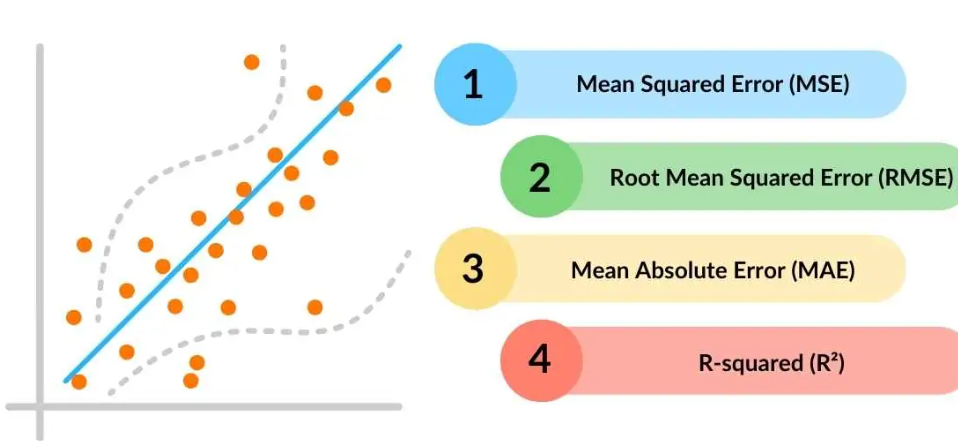 1 Mean Squared Error (MSE)
2 Root Mean Squared Error (RMSE)
3 Mean Absolute Error (MAE)
4 R-squared (R²)